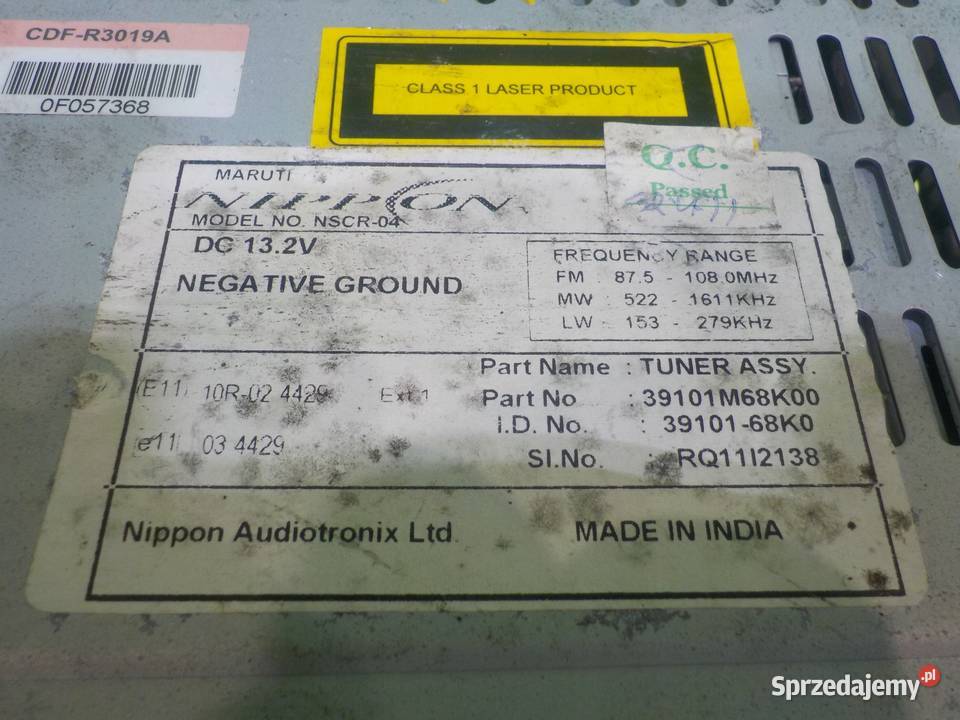 CDF-R3019A
0F057368
CLASS 1 LASER PRODUCT
Q.C.
Passed
MARUTI
NIPPON
MODEL NO. NSCR-04
DC 13.2V
NEGATIVE GROUND
FREQUENCY RANGE
FM : 87.5 - 108.0MHz
MW : 522 - 1611KHz
LW : 153 - 279KHz
E11 10R-02 4429 Ext 1
e11 03 4429
Part Name : TUNER ASSY.
Part No : 39101M68K00
I.D. No. : 39101-68K0
Sl.No. : RQ11I2138
Nippon Audiotronix Ltd.
MADE IN INDIA
Sprzedajemy.pl